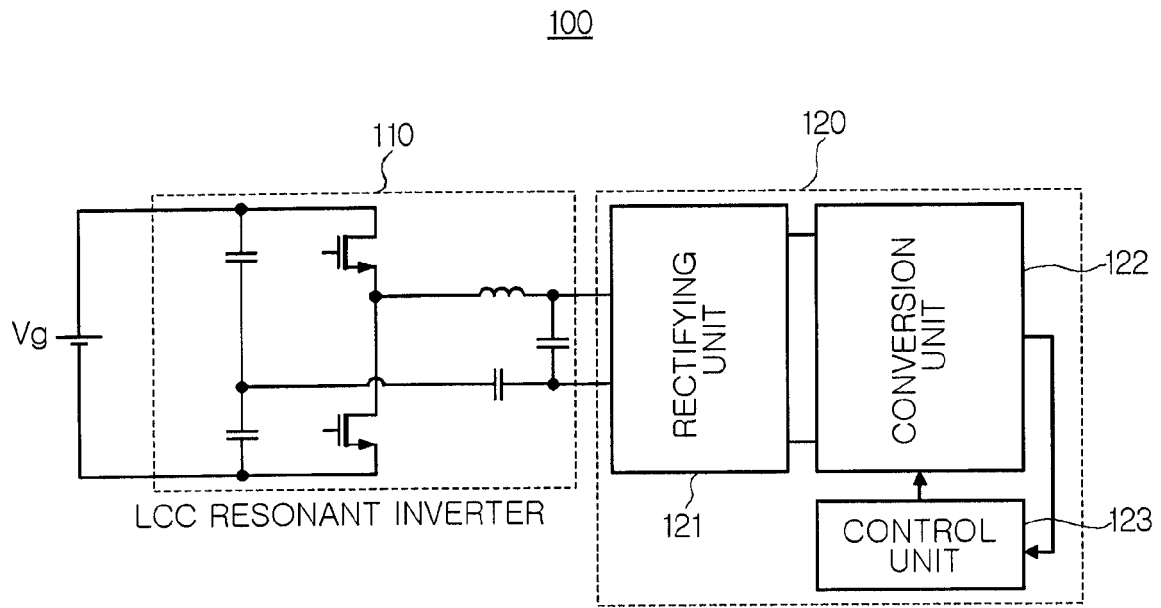 100
110
120
Vg
RECTIFYING
UNIT
CONVERSION
UNIT
122
LCC RESONANT INVERTER
121
CONTROL
UNIT
123